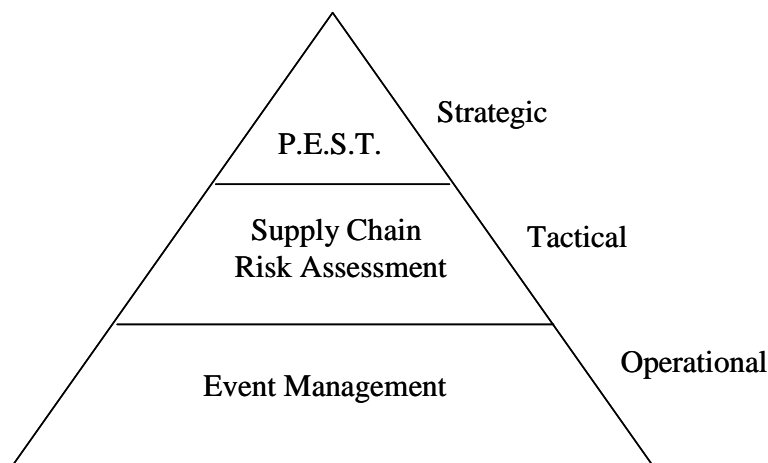 Strategic
P.E.S.T.
Supply Chain
Tactical
Risk Assessment
Operational
Event Management